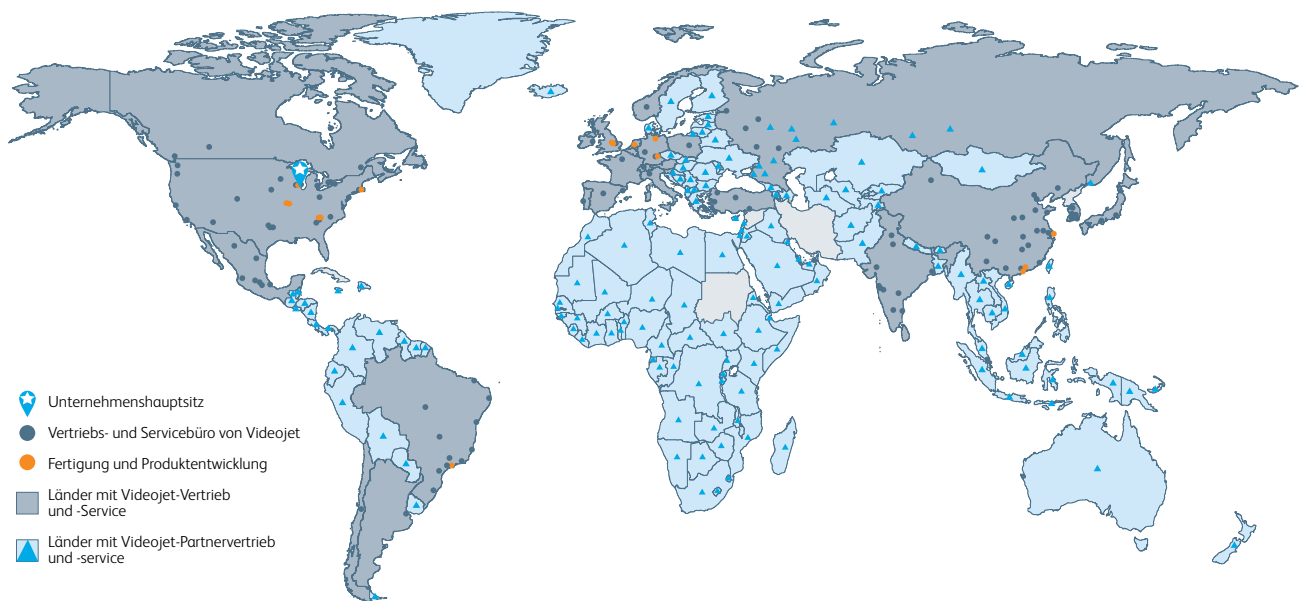 Unternehmenshauptsitz
Vertriebs- und Servicebüro von Videojet
Fertigung und Produktentwicklung
Länder mit Videojet-Vertrieb
und -Service
Länder mit Videojet-Partnervertrieb
und -service